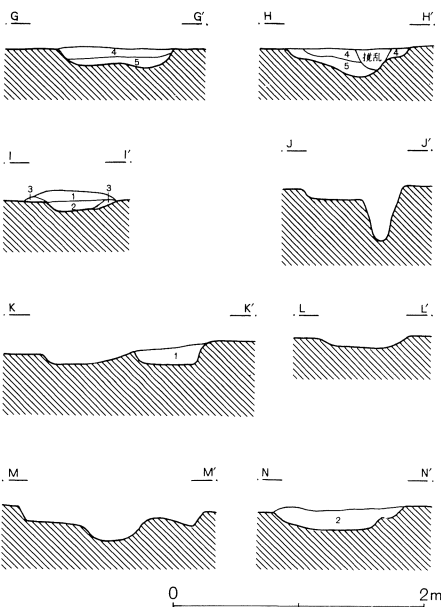 G G′ H H′
4 5 4 撹乱 4 5
I I′ J J′
3 1 3 2
K K′ L L′
1
M M′ N N′
2
0 2m